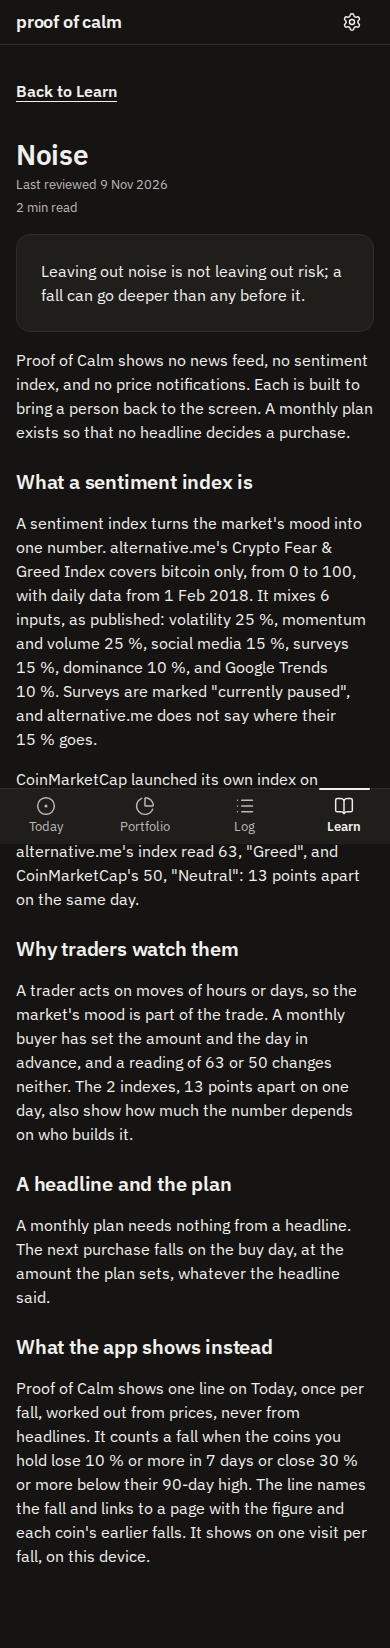 proof of calm
Back to Learn
Noise
Last reviewed 9 Nov 2026
2 min read
Leaving out noise is not leaving out risk; a
fall can go deeper than any before it.
Proof of Calm shows no news feed, no sentiment
index, and no price notifications. Each is built to
bring a person back to the screen. A monthly plan
exists so that no headline decides a purchase.
What a sentiment index is
A sentiment index turns the market's mood into
one number. alternative.me's Crypto Fear &
Greed Index covers bitcoin only, from 0 to 100,
with daily data from 1 Feb 2018. It mixes 6
inputs, as published: volatility 25 %, momentum
and volume 25 %, social media 15 %, surveys
15 %, dominance 10 %, and Google Trends
10 %. Surveys are marked "currently paused",
and alternative.me does not say where their
15 % goes.
CoinMarketCap launched its own index on
Today
Portfolio
Log
Learn
alternative.me's index read 63, "Greed", and
CoinMarketCap's 50, "Neutral": 13 points apart
on the same day.
Why traders watch them
A trader acts on moves of hours or days, so the
market's mood is part of the trade. A monthly
buyer has set the amount and the day in
advance, and a reading of 63 or 50 changes
neither. The 2 indexes, 13 points apart on one
day, also show how much the number depends
on who builds it.
A headline and the plan
A monthly plan needs nothing from a headline.
The next purchase falls on the buy day, at the
amount the plan sets, whatever the headline
said.
What the app shows instead
Proof of Calm shows one line on Today, once per
fall, worked out from prices, never from
headlines. It counts a fall when the coins you
hold lose 10 % or more in 7 days or close 30 %
or more below their 90-day high. The line names
the fall and links to a page with the figure and
each coin's earlier falls. It shows on one visit per
fall, on this device.